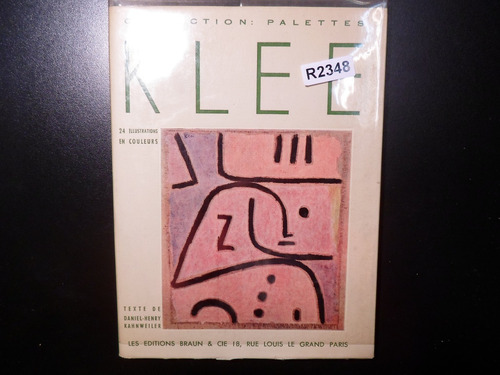 COLLECTION: PALETTES
KLEE
R2348
24 ILLUSTRATIONS
EN COULEURS
Z
TEXTE DE
DANIEL-HENRY
KAHNWEILER
LES EDITIONS BRAUN & CIE 18, RUE LOUIS LE GRAND PARIS